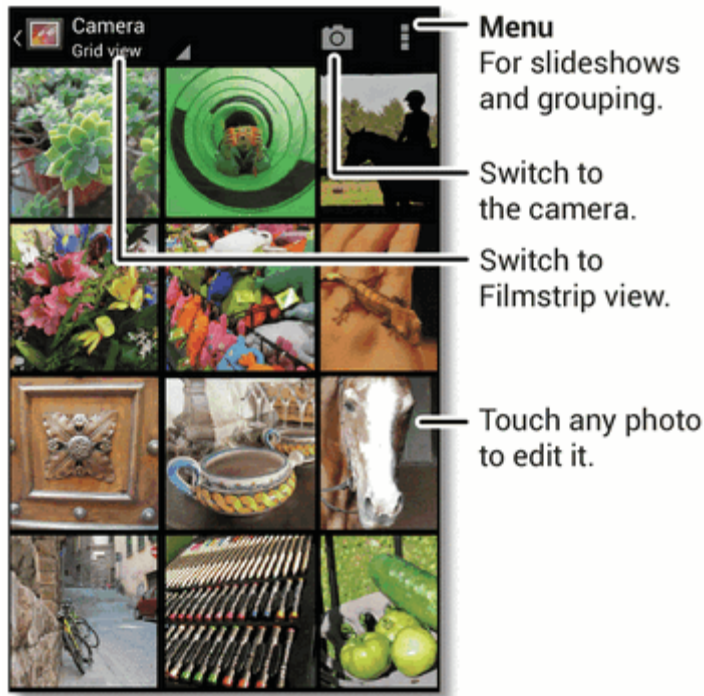 Camera
Grid view
Menu
For slideshows
and grouping.
Switch to
the camera.
Switch to
Filmstrip view.
Touch any photo
to edit it.